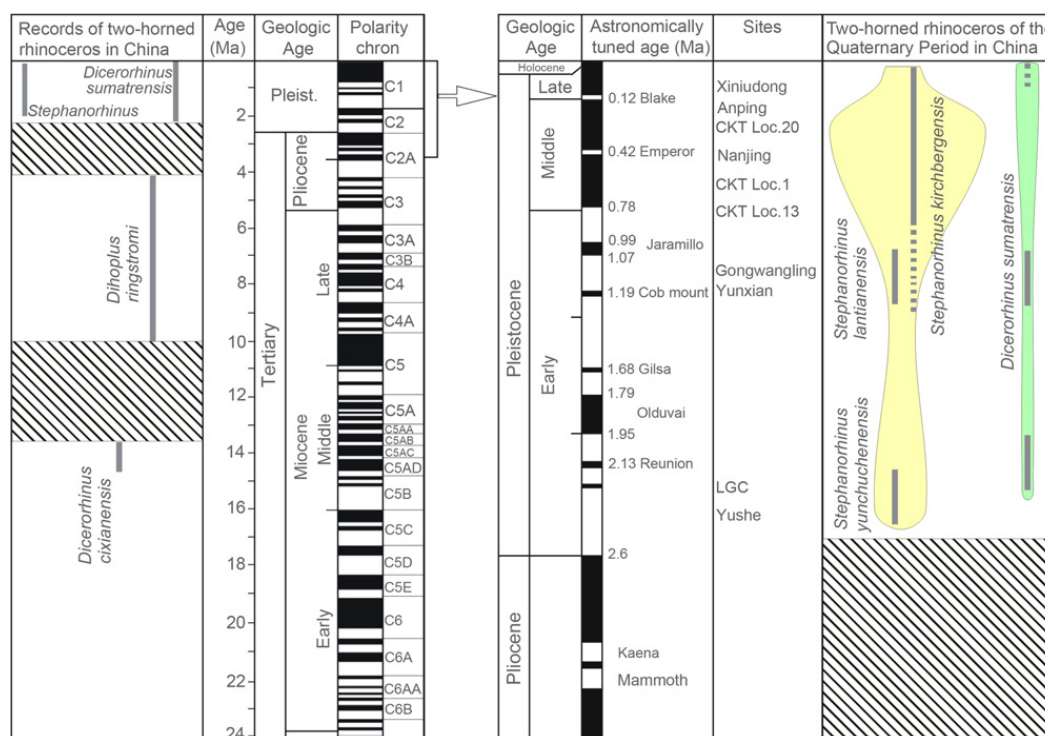 Records of two-horned
rhinoceros in China
Age
(Ma)
Geologic
Age
Polarity
chron
Dicerorhinus
sumatrensis
Stephanorhinus
Dihoplus
ringstromi
Dicerorhinus
cixianensis
2
4
6
8
10
12
14
16
18
20
22
24
Pleist.
Pliocene
Tertiary
Miocene
Late
Middle
Early
C1
C2
C2A
C3
C3A
C3B
C4
C4A
C5
C5A
C5AA
C5AB
C5AC
C5AD
C5B
C5C
C5D
C5E
C6
C6A
C6AA
C6B
Geologic
Age
Astronomically
tuned age (Ma)
Sites
Two-horned rhinoceros of the
Quaternary Period in China
Holocene
Late
Middle
Early
Pleistocene
Pliocene
0.12 Blake
0.42 Emperor
0.78
0.99
Jaramillo
1.07
1.19 Cob mount
1.68 Gilsa
1.79
Olduvai
1.95
2.13 Reunion
2.6
Kaena
Mammoth
Xiniudong
Anping
CKT Loc.20
Nanjing
CKT Loc.1
CKT Loc.13
Gongwangling
Yunxian
LGC
Yushe
Stephanorhinus
lantianensis
Stephanorhinus
yunchuchenensis
Stephanorhinus kirchbergensis
Dicerorhinus sumatrensis